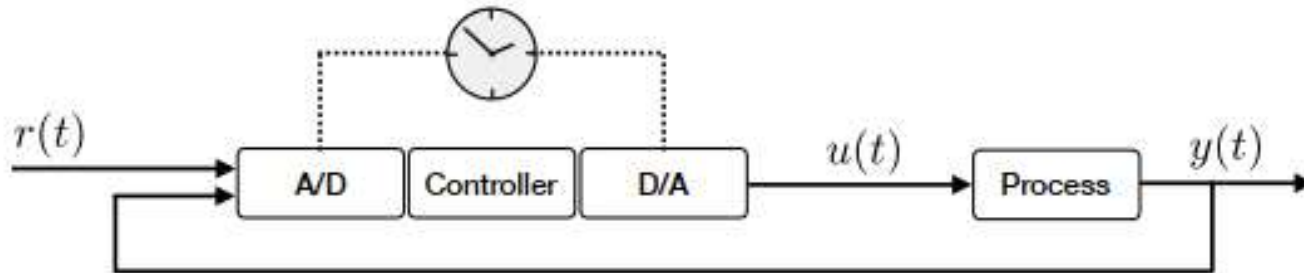 r(t)
A/D
Controller
D/A
u(t)
Process
y(t)